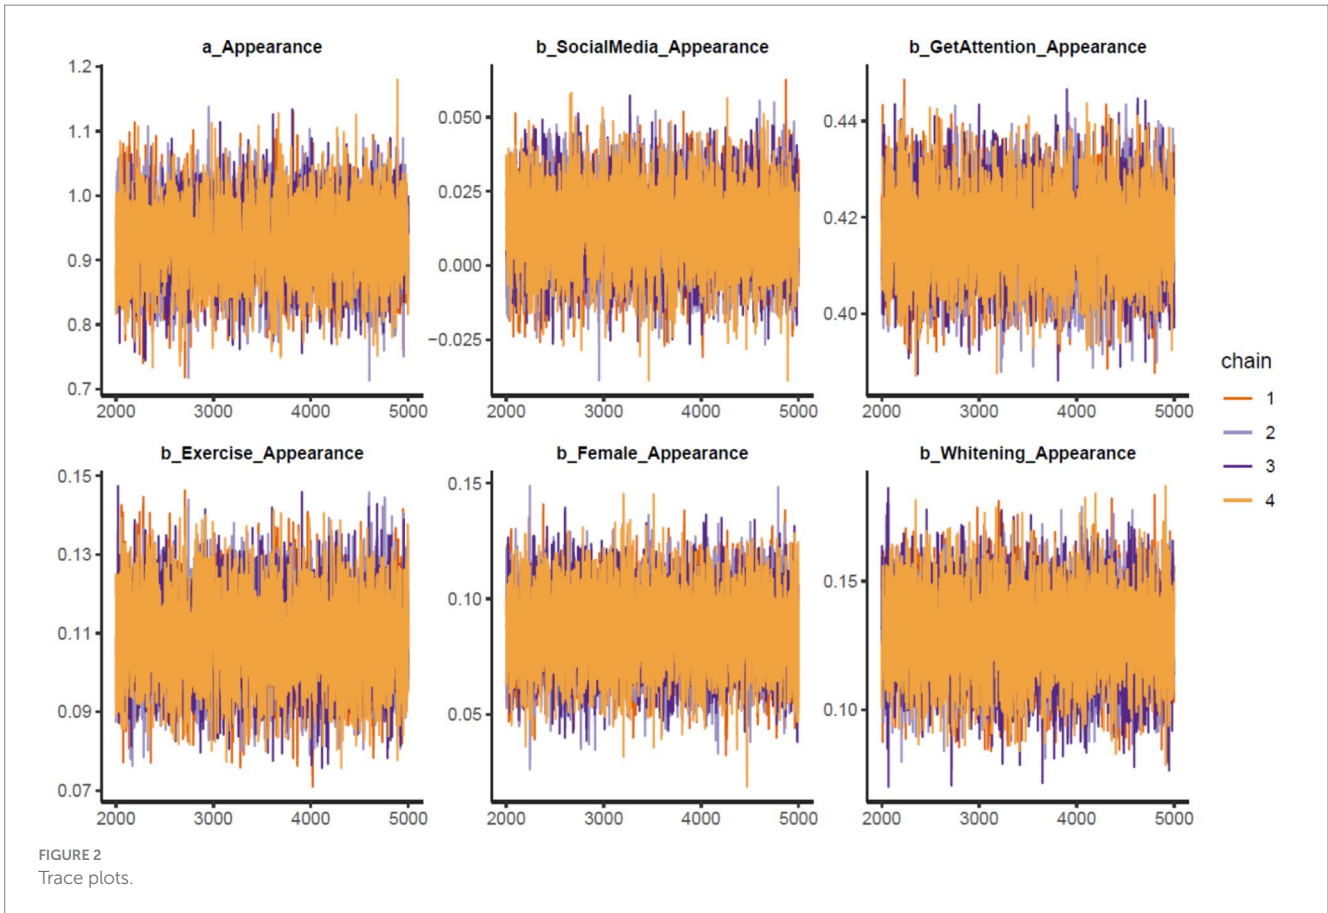 a_Appearance
b_SocialMedia_Appearance
b_GetAttention_Appearance
1.2
1.1
1.0
0.9
0.8
0.7
2000 3000 4000 5000
0.050
0.025
0.000
−0.025
2000 3000 4000 5000
0.44
0.42
0.40
2000 3000 4000 5000
b_Exercise_Appearance
b_Female_Appearance
b_Whitening_Appearance
0.15
0.13
0.11
0.09
0.07
2000 3000 4000 5000
0.15
0.10
0.05
2000 3000 4000 5000
0.15
0.10
2000 3000 4000 5000
chain
1
2
3
4
FIGURE 2
Trace plots.